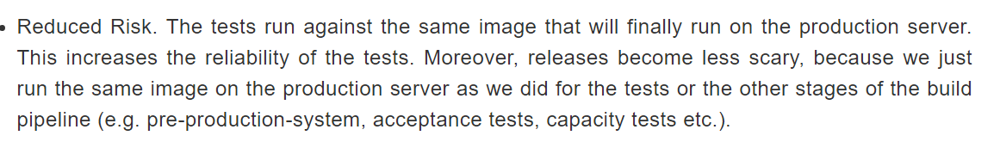 • Reduced Risk. The tests run against the same image that will finally run on the production server.
This increases the reliability of the tests. Moreover, releases become less scary, because we just
run the same image on the production server as we did for the tests or the other stages of the build
pipeline (e.g. pre-production-system, acceptance tests, capacity tests etc.).